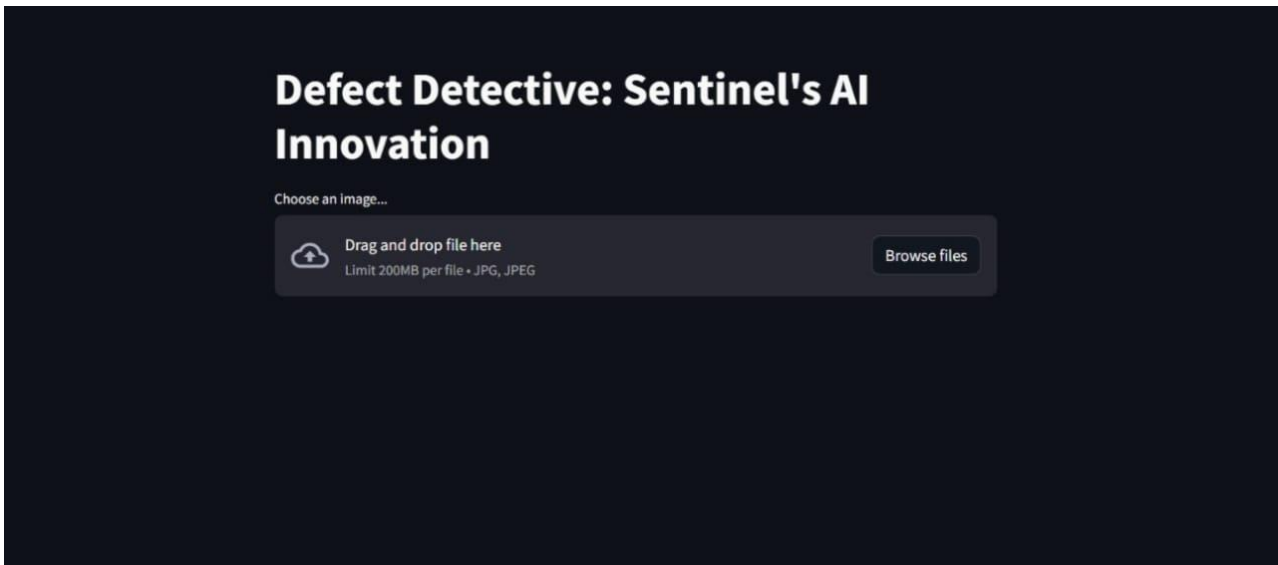 Defect Detective: Sentinel's AI
Innovation
Choose an image...
Drag and drop file here
Limit 200MB per file • JPG, JPEG
Browse files